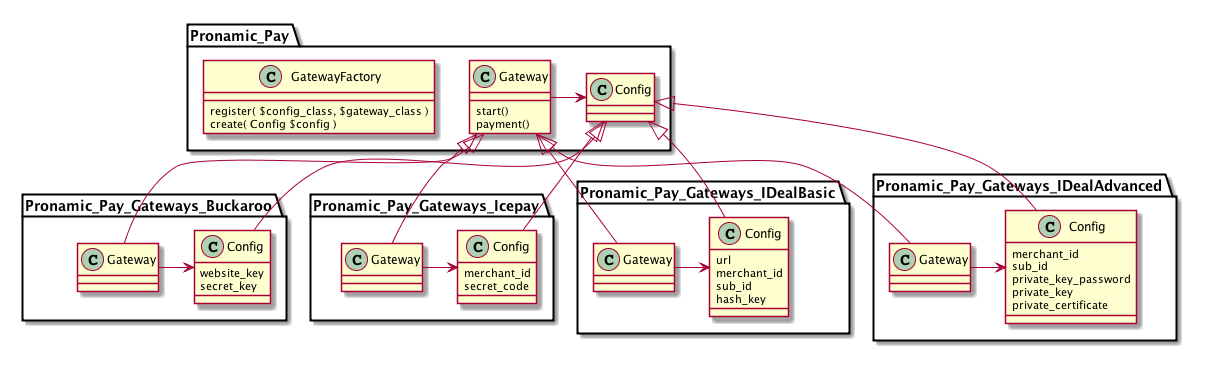 Pronamic_Pay
C GatewayFactory
register( $config_class, $gateway_class )
create( Config $config )
C Gateway
start()
payment()
C Config
Pronamic_Pay_Gateways_Buckaroo
C Gateway
C Config
website_key
secret_key
Pronamic_Pay_Gateways_Icepay
C Gateway
C Config
merchant_id
secret_code
Pronamic_Pay_Gateways_IDealBasic
C Gateway
C Config
url
merchant_id
sub_id
hash_key
Pronamic_Pay_Gateways_IDealAdvanced
C Gateway
C Config
merchant_id
sub_id
private_key_password
private_key
private_certificate